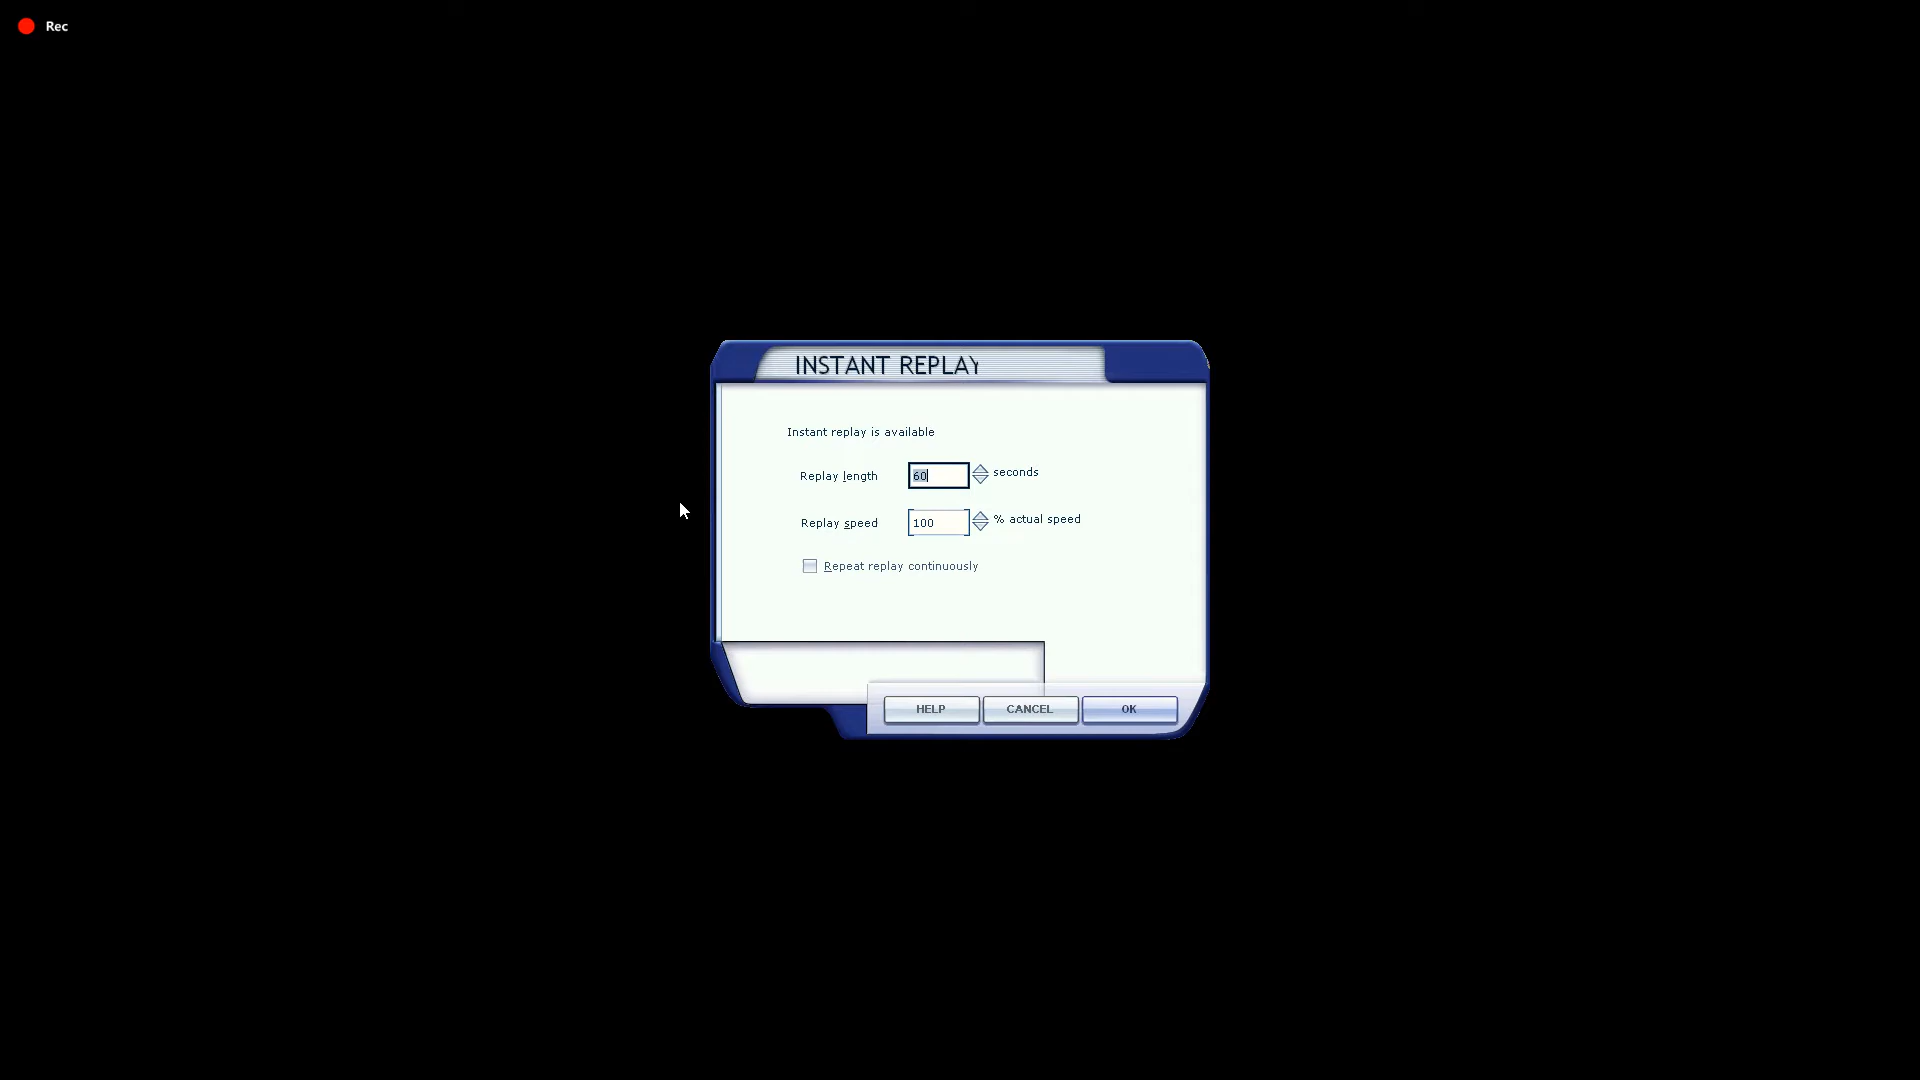 Rec
INSTANT REPLAY
Instant replay is available
Replay length 60 seconds
Replay speed 100 % actual speed
Repeat replay continuously
HELP CANCEL OK